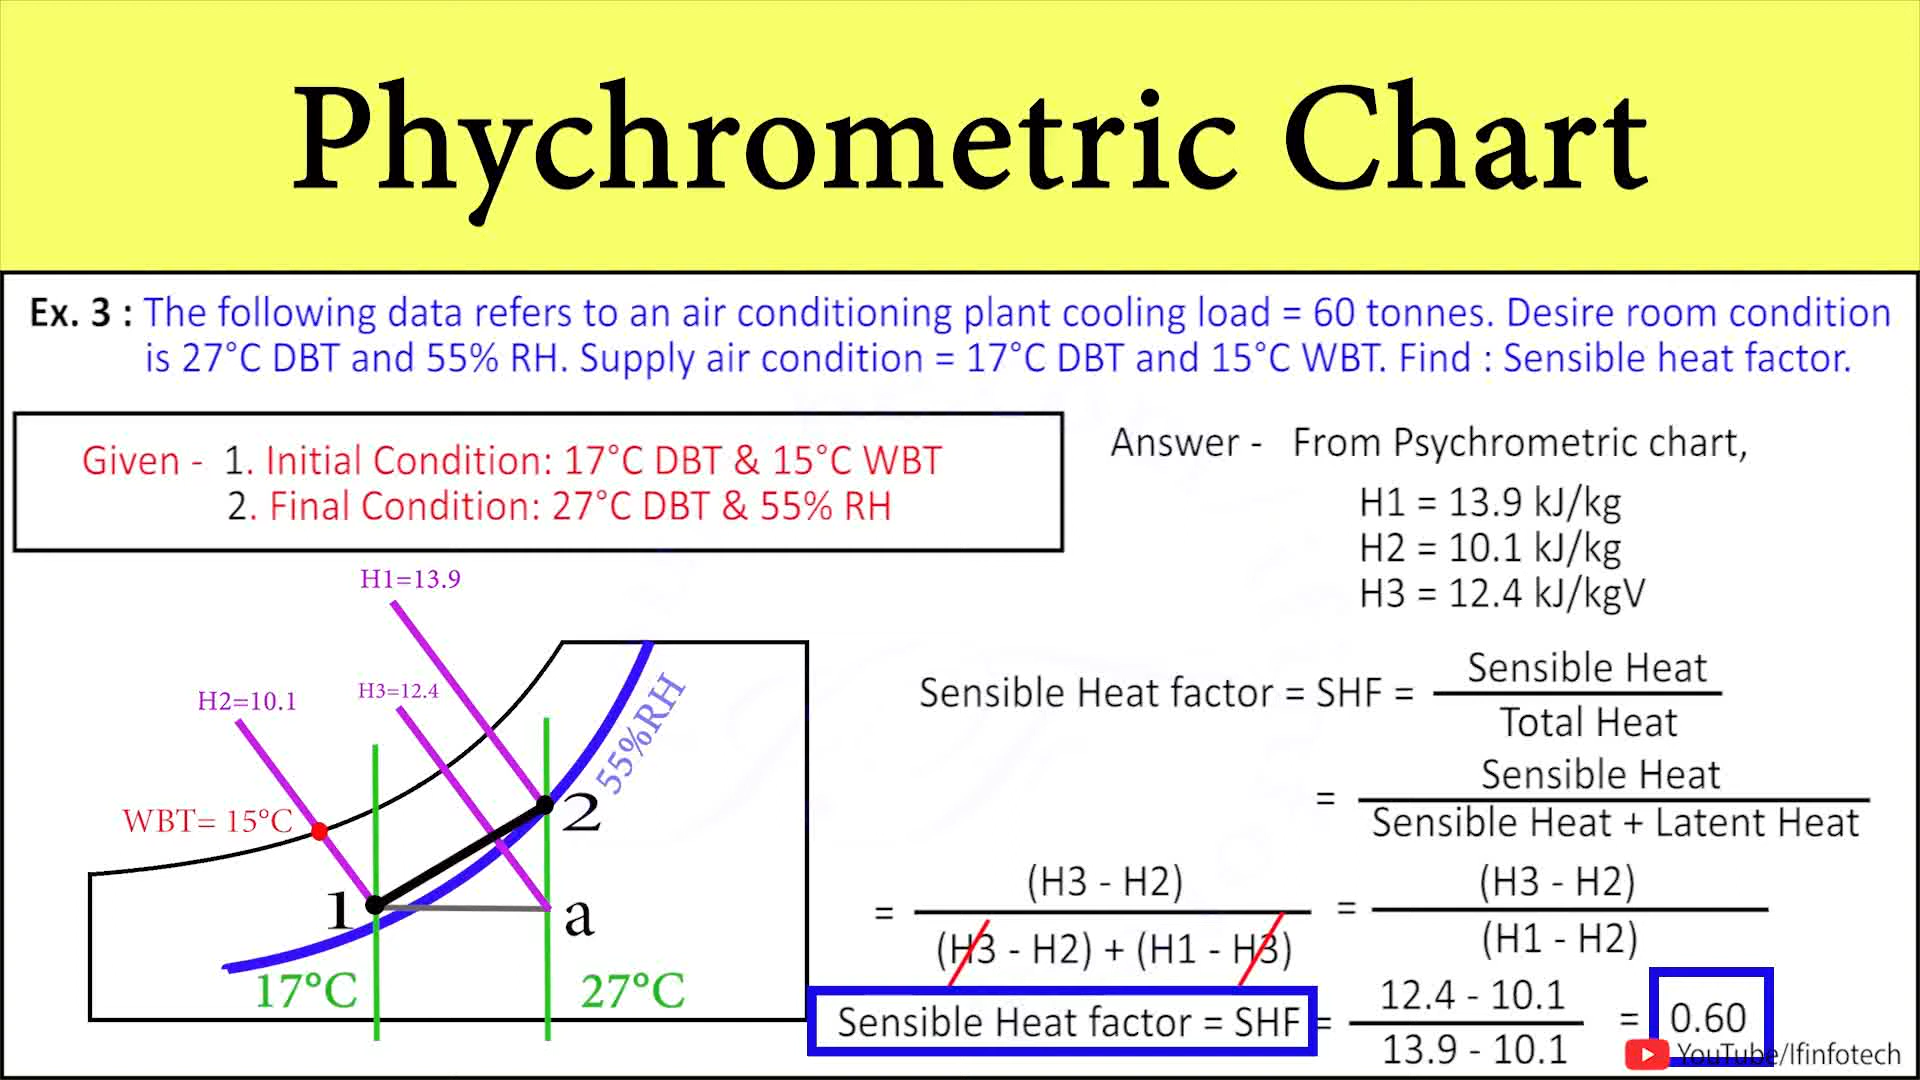 Phychrometric Chart
Ex. 3 : The following data refers to an air conditioning plant cooling load = 60 tonnes. Desire room condition
is 27°C DBT and 55% RH. Supply air condition = 17°C DBT and 15°C WBT. Find : Sensible heat factor.
Given - 1. Initial Condition: 17°C DBT & 15°C WBT
2. Final Condition: 27°C DBT & 55% RH
H1=13.9
H2=10.1
H3=12.4
55%RH
WBT= 15°C
2
1
a
17°C
27°C
Answer - From Psychrometric chart,
H1 = 13.9 kJ/kg
H2 = 10.1 kJ/kg
H3 = 12.4 kJ/kgV
Sensible Heat factor = SHF =
Sensible Heat
Total Heat
=
Sensible Heat
Sensible Heat + Latent Heat
=
(H3 - H2)
(H3 - H2) + (H1 - H3)
=
(H3 - H2)
(H1 - H2)
Sensible Heat factor = SHF =
12.4 - 10.1
13.9 - 10.1
= 0.60
YouTube/lfinfotech